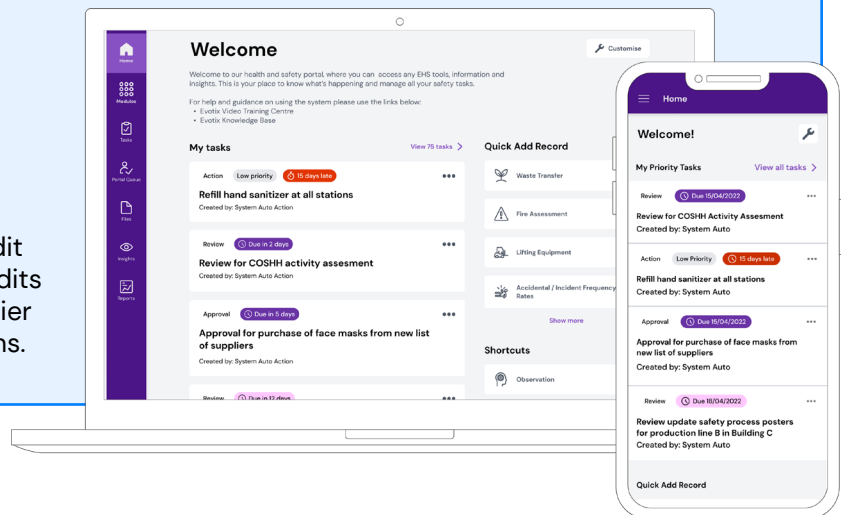 dit
dits
ier
ns.
Home
Modules
Tasks
Portal Queue
Files
Insights
Reports
Welcome
Customise
Welcome to our health and safety portal, where you can access any EHS tools, information and
insights. This is your place to know what's happening and manage all your safety tasks.
For help and guidance on using the system please use the links below:
• Evotix Video Training Centre
• Evotix Knowledge Base
My tasks
View 75 tasks >
Action Low priority 15 days late
Refill hand sanitizer at all stations
Created by: System Auto Action
Review Due in 2 days
Review for COSHH activity assesment
Created by: System Auto Action
Approval Due in 5 days
Approval for purchase of face masks from new list
of suppliers
Created by: System Auto Action
Review Due in 12 days
Quick Add Record
Waste Transfer
Fire Assessment
Lifting Equipment
Accidental / Incident Frequency
Rates
Show more
Shortcuts
Observation
Home
Welcome!
My Priority Tasks
View all tasks >
Review Due 15/04/2022
Review for COSHH Activity Assesment
Created by: System Auto
Action Low Priority 15 days late
Refill hand sanitizer at all stations
Created by: System Auto
Approval Due 15/04/2022
Approval for purchase of face masks from
new list of suppliers
Created by: System Auto
Review Due 18/04/2022
Review update safety process posters
for production line B in Building C
Created by: System Auto
Quick Add Record